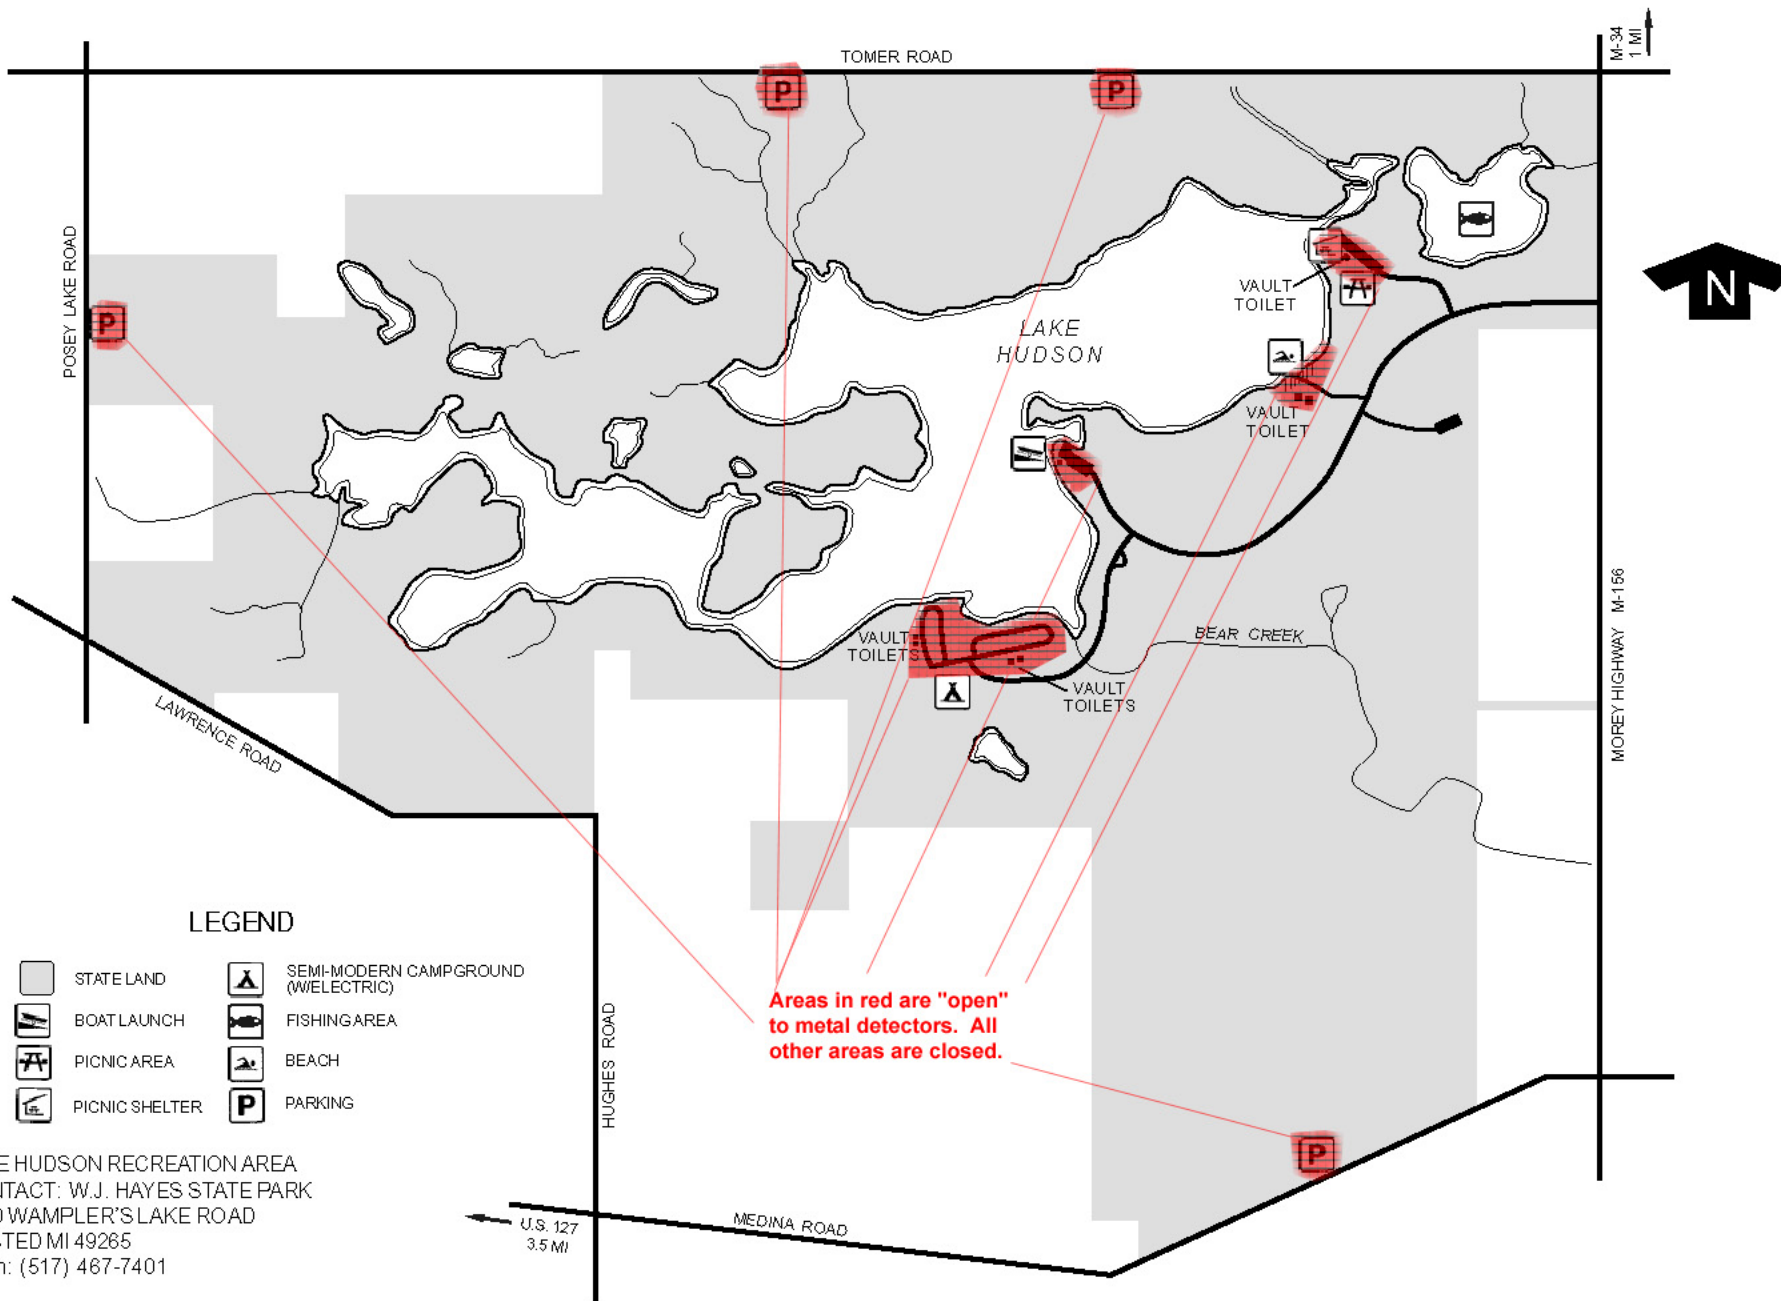 TOMER ROAD
M-34
1 MI
P
P
POSEY LAKE ROAD
P
VAULT
TOILET
LAKE
HUDSON
N
VAULT
TOILET
MOREY HIGHWAY M-156
BEAR CREEK
VAULT
TOILETS
VAULT
TOILETS
LAWRENCE ROAD
LEGEND
STATE LAND
SEMI-MODERN CAMPGROUND
(W/ELECTRIC)
BOAT LAUNCH
FISHING AREA
PICNIC AREA
BEACH
PICNIC SHELTER
P PARKING
HUGHES ROAD
Areas in red are "open"
to metal detectors. All
other areas are closed.
P
E HUDSON RECREATION AREA
NTACT: W.J. HAYES STATE PARK
WAMPLER'S LAKE ROAD
STED MI 49265
(517) 467-7401
U.S. 127
3.5 MI
MEDINA ROAD